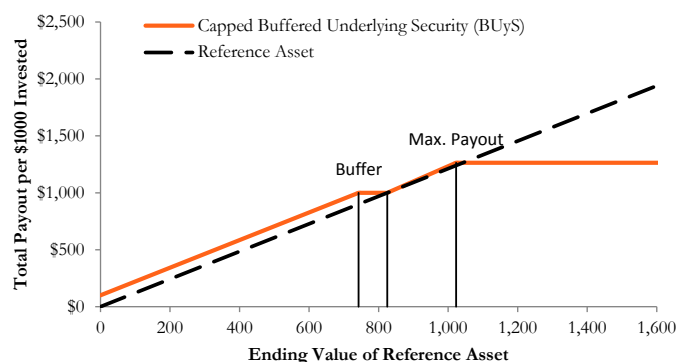 $2,500
Capped Buffered Underlying Security (BUyS)
Reference Asset
$2,000
Total Payout per $1000 Invested
$1,500
Max. Payout
Buffer
$1,000
$500
$0
0 200 400 600 800 1,000 1,200 1,400 1,600
Ending Value of Reference Asset